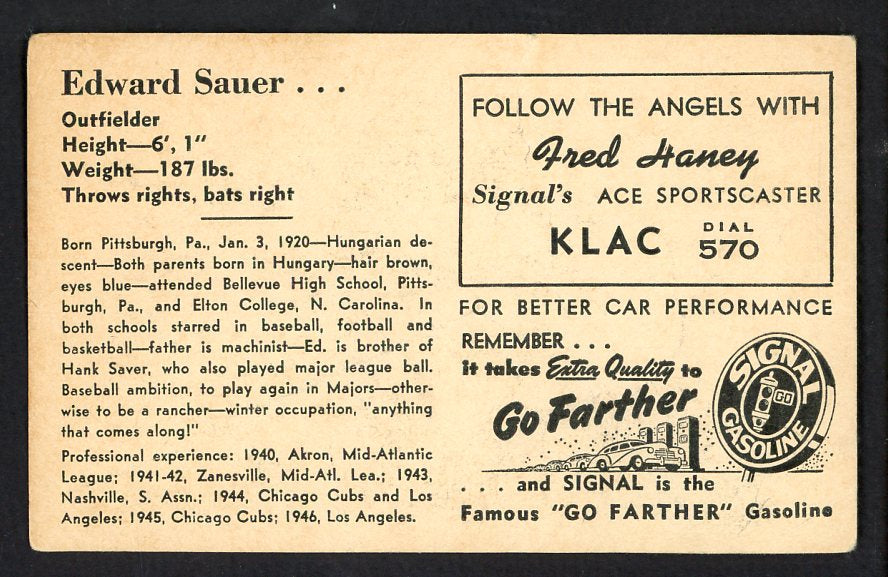 Edward Sauer . . .
Outfielder
Height—6', 1"
Weight—187 lbs.
Throws rights, bats right
Born Pittsburgh, Pa., Jan. 3, 1920—Hungarian de-
scent—Both parents born in Hungary—hair brown,
eyes blue—attended Bellevue High School, Pitts-
burgh, Pa., and Elton College, N. Carolina. In
both schools starred in baseball, football and
basketball—father is machinist—Ed. is brother of
Hank Saver, who also played major league ball.
Baseball ambition, to play again in Majors—other-
wise to be a rancher—winter occupation, "anything
that comes along!"
Professional experience: 1940, Akron, Mid-Atlantic
League; 1941-42, Zanesville, Mid-Atl. Lea.; 1943,
Nashville, S. Assn.; 1944, Chicago Cubs and Los
Angeles; 1945, Chicago Cubs; 1946, Los Angeles.
FOLLOW THE ANGELS WITH
Fred Haney
Signal's ACE SPORTSCASTER
KLAC DIAL 570
FOR BETTER CAR PERFORMANCE
REMEMBER . . .
it takes Extra Quality to
Go Farther
SIGNAL
GO
GASOLINE
. . . and SIGNAL is the
Famous "GO FARTHER" Gasoline